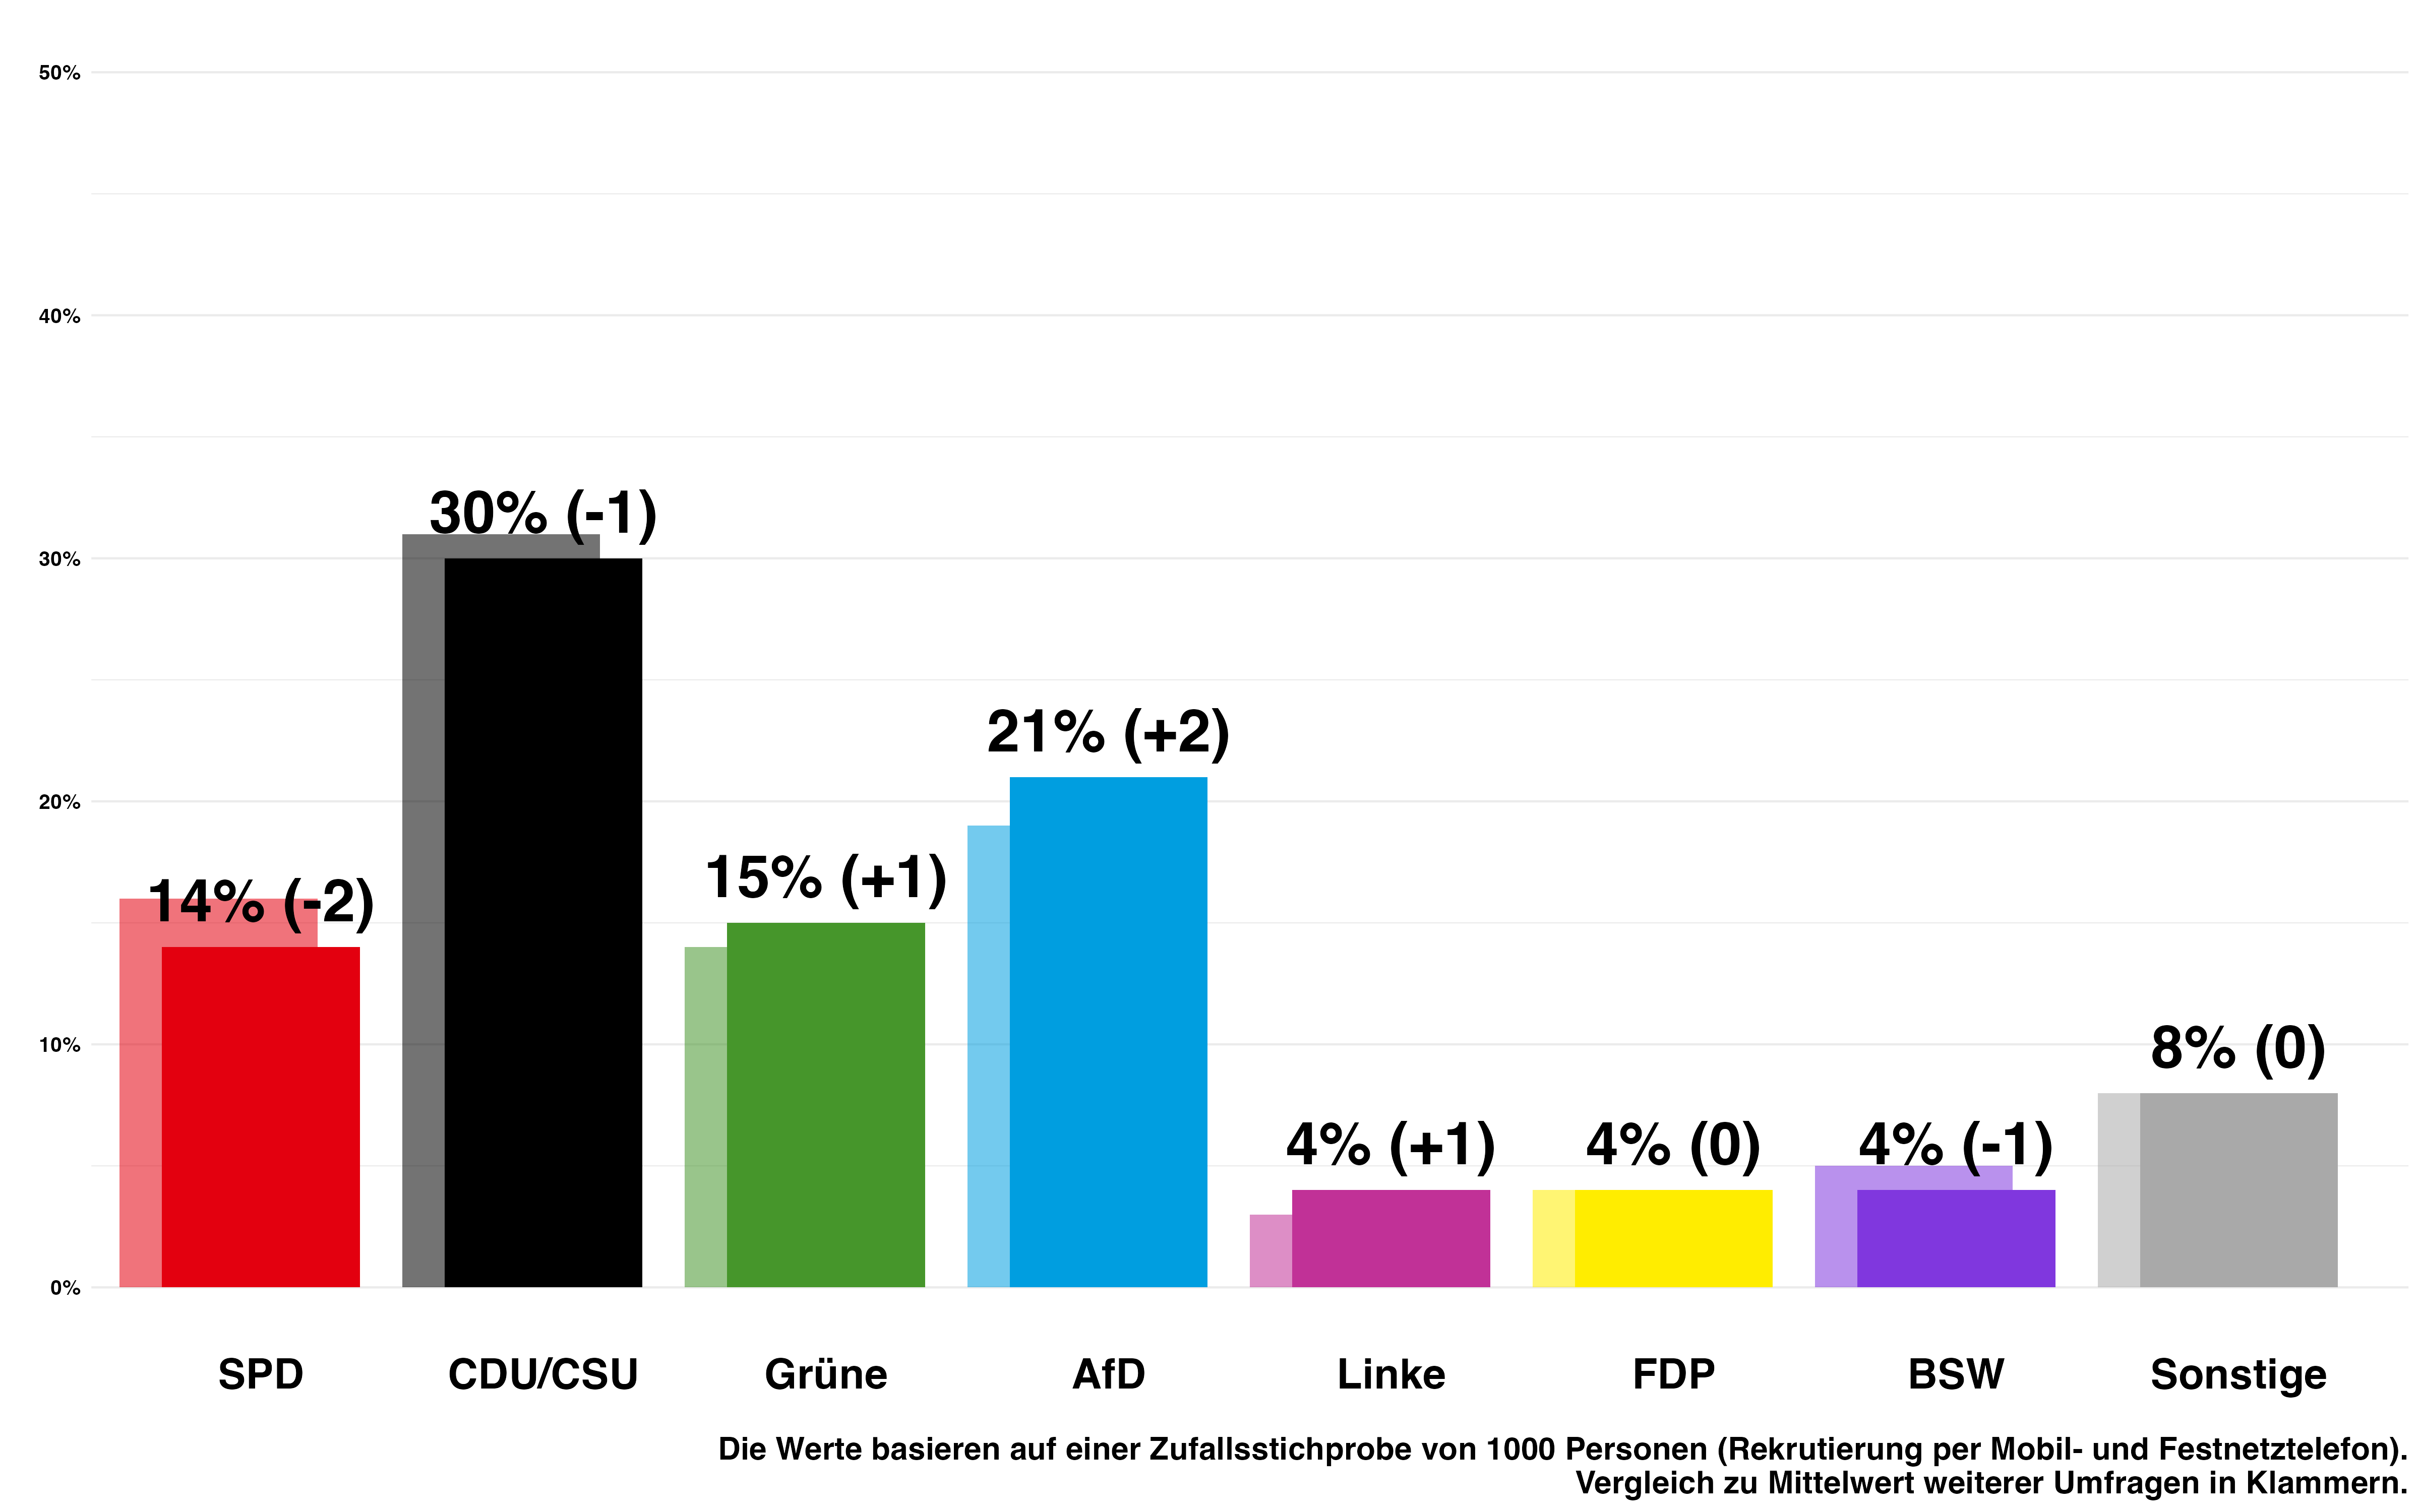 50%
40%
30%
20%
10%
0%
14% (-2)
30% (-1)
15% (+1)
21% (+2)
4% (+1)
4% (0)
4% (-1)
8% (0)
SPD
CDU/CSU
Grüne
AfD
Linke
FDP
BSW
Sonstige
Die Werte basieren auf einer Zufallsstichprobe von 1000 Personen (Rekrutierung per Mobil- und Festnetztelefon).
Vergleich zu Mittelwert weiterer Umfragen in Klammern.